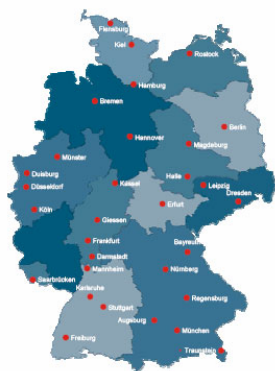 Flensburg
Kiel
Rostock
Hamburg
Bremen
Berlin
Hannover
Magdeburg
Münster
Duisburg
Halle
Leipzig
Düsseldorf
Kassel
Dresden
Köln
Erfurt
Giessen
Frankfurt
Bayreuth
Darmstadt
Mannheim
Nürnberg
Saarbrücken
Karlsruhe
Regensburg
Stuttgart
Augsburg
München
Freiburg
Traunstein